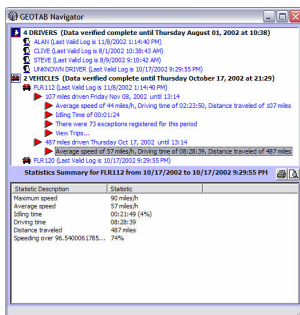 GEOTAB Navigator
4 DRIVERS (Data verified complete until Thursday August 01, 2002 at 10:38)
ALAN (Last Valid Log is 11/8/2002 1:14:40 PM)
CLIVE (Last Valid Log is 8/1/2002 10:38:43 AM)
STEVE (Last Valid Log is 8/9/2002 9:10:42 AM)
UNKNOWN DRIVER (Last Valid Log is 10/17/2002 9:29:55 PM)
2 VEHICLES (Data verified complete until Thursday October 17, 2002 at 21:29)
FLR112 (Last Valid Log is 11/8/2002 1:14:40 PM)
107 miles driven Friday Nov 08, 2002 until 13:14
Average speed of 44 miles/h, Driving time of 02:23:50, Distance traveled of 107 miles
Idling Time of 00:01:24
There were 73 exceptions registered for this period
View Trips...
487 miles driven Thursday Oct 17, 2002 until 13:14
Average speed of 57 miles/h, Driving time of 08:28:39, Distance traveled of 487 miles
FLR120 (Last Valid Log is 10/17/2002 9:29:55 PM)
Statistics Summary for FLR112 from 10/17/2002 to 10/17/2002 9:29:55 PM
Statistic Description Statistic
Maximum speed 90 miles/h
Average speed 57 miles/h
Idling time 00:21:49 (4%)
Driving time 08:28:39
Distance traveled 487 miles
Speeding over 96.5400061785... 74%